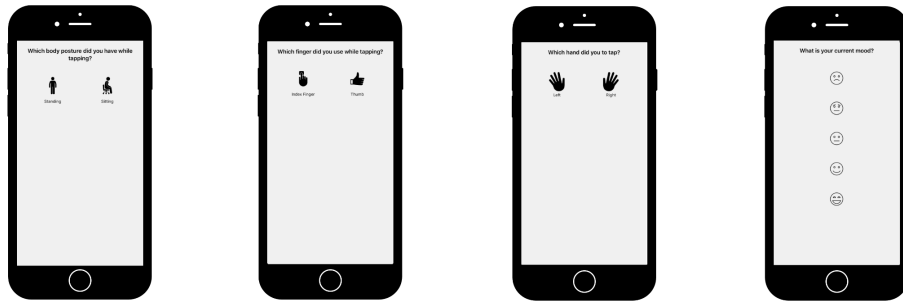 Which body posture did you have while
tapping?
Standing
Sitting
Which finger did you use while tapping?
Index Finger
Thumb
Which hand did you to tap?
Left
Right
What is your current mood?